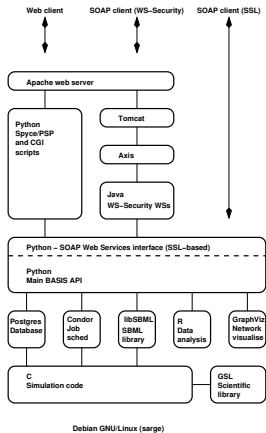 Web client
SOAP client (WS-Security)
SOAP client (SSL)
Apache web server
Python
Spyce/PSP
and CGI
scripts
Tomcat
Axis
Java
WS-Security WSs
Python - SOAP Web Services interface (SSL-based)
Python
Main BASIS API
Postgres
Database
Condor
Job
sched
libSBML
SBML
library
R
Data
analysis
GraphViz
Network
visualise
C
Simulation code
GSL
Scientific
library
Debian GNU/Linux (sarge)